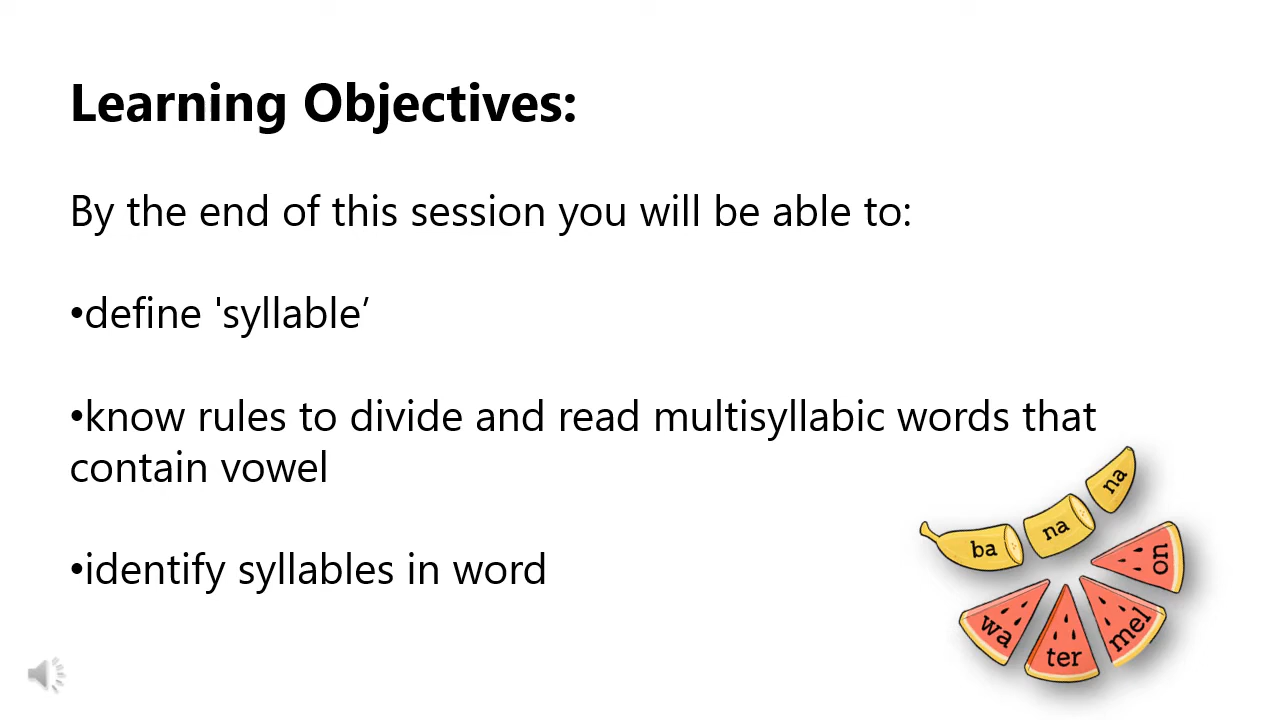 Learning Objectives:
By the end of this session you will be able to:
•define 'syllable’
•know rules to divide and read multisyllabic words that
contain vowel
•identify syllables in word
ba
na
na
wa
ter
mel
on